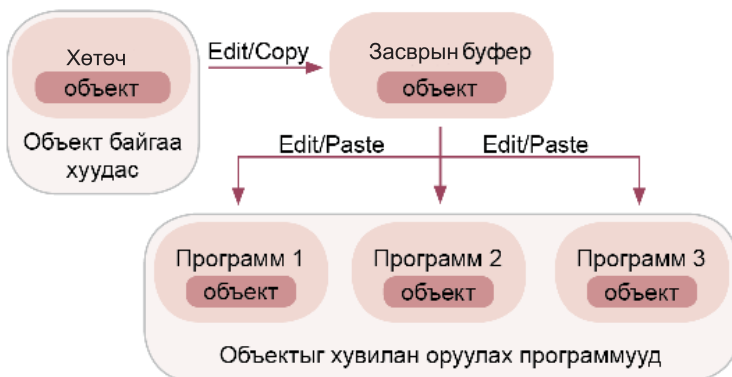 Хөтөч
объект
Объект байгаа
хуудас
Edit/Copy
Засврын буфер
объект
Edit/Paste
Edit/Paste
Программ 1
объект
Программ 2
объект
Программ 3
объект
Объектыг хувилан оруулах программууд